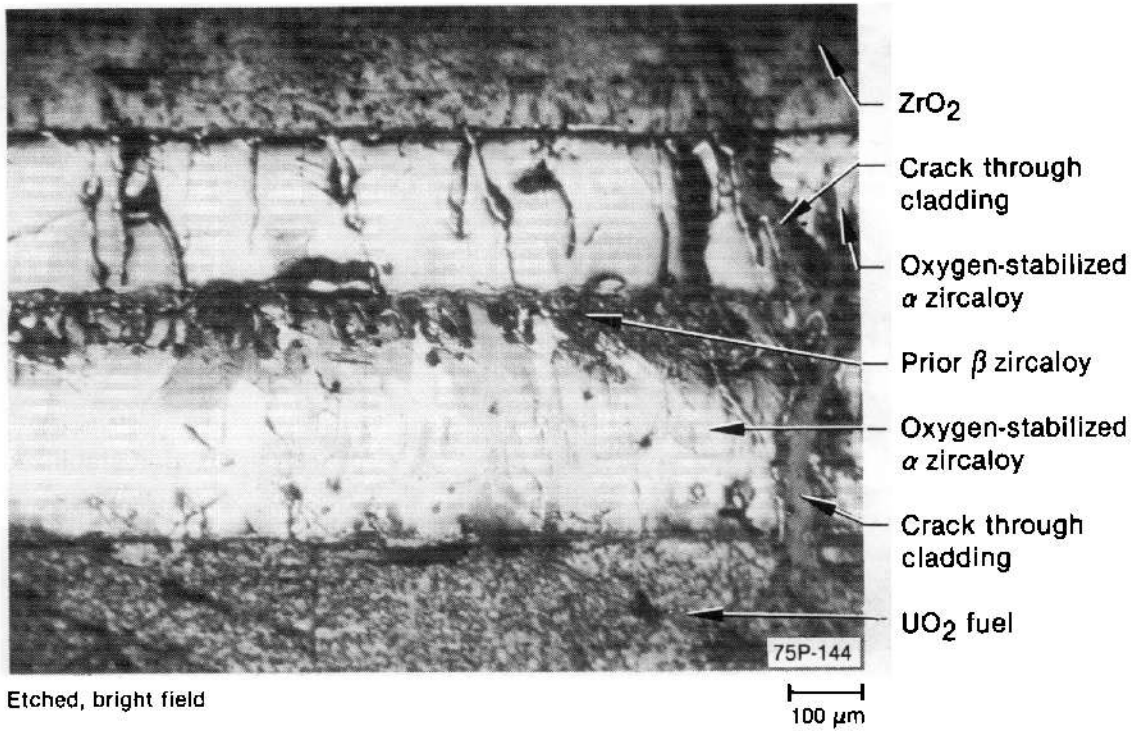 ZrO₂
Crack through
cladding
Oxygen-stabilized
α zircaloy
Prior β zircaloy
Oxygen-stabilized
α zircaloy
Crack through
cladding
UO₂ fuel
75P-144
Etched, bright field
100 μm